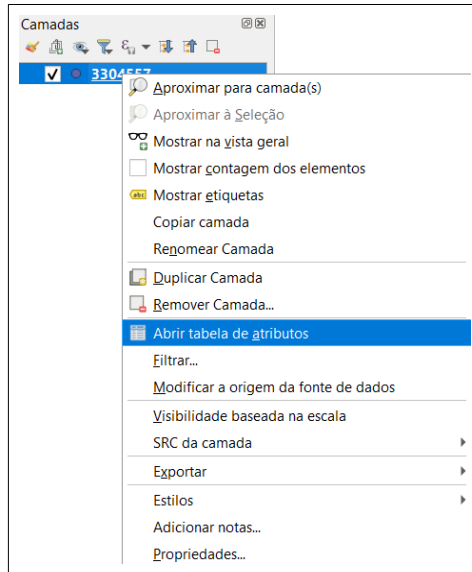 Camadas
3304557
Aproximar para camada(s)
Aproximar à Seleção
Mostrar na vista geral
Mostrar contagem dos elementos
abc Mostrar etiquetas
Copiar camada
Renomear Camada
Duplicar Camada
Remover Camada...
Abrir tabela de atributos
Filtrar...
Modificar a origem da fonte de dados
Visibilidade baseada na escala
SRC da camada
Exportar
Estilos
Adicionar notas...
Propriedades...